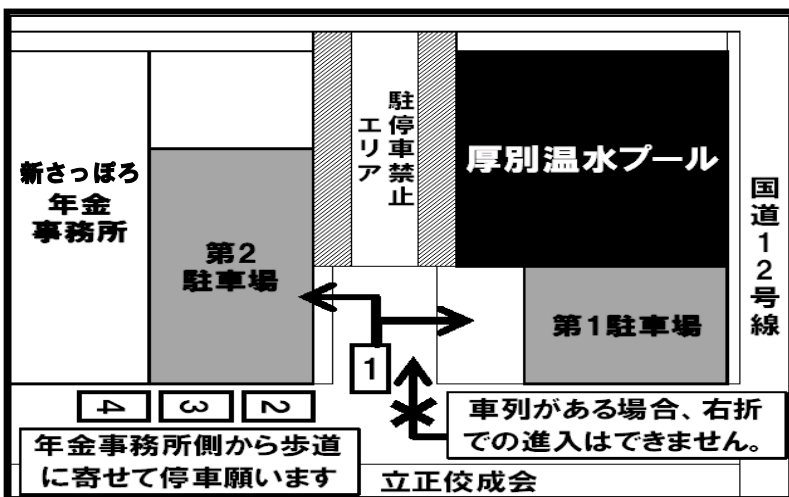 新さっぽろ
年金
事務所
第2
駐車場
駐停車禁止
エリア
厚別温水プール
第1駐車場
国道12号線
1
2
3
4
車列がある場合、右折
での進入はできません。
年金事務所側から歩道
に寄せて停車願います
立正佼成会